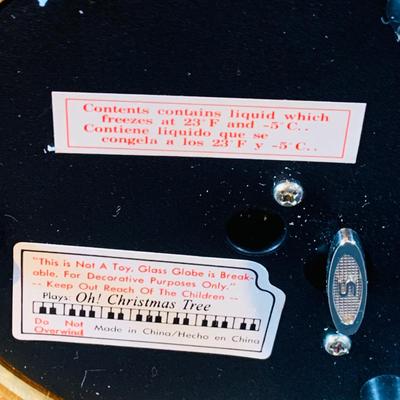 Contents contains liquid which
freezes at 23°F and -5°C..
Contiene liquido que se
congela a los 23°F y -5°C..
"This is Not A Toy, Glass Globe is Break-
able. For Decorative Purposes Only."
-- Keep Out Reach Of The Children --
Plays: Oh! Christmas Tree
Do Not
Overwind
Made in China/Hecho en China
S